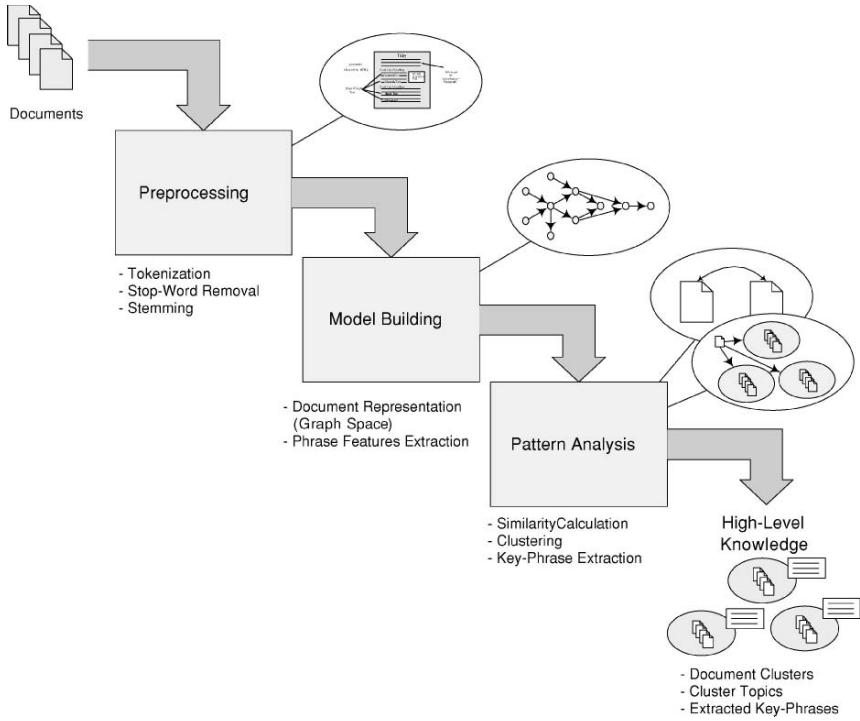 Documents
Title
Preprocessing
- Tokenization
- Stop-Word Removal
- Stemming
Model Building
- Document Representation
(Graph Space)
- Phrase Features Extraction
Pattern Analysis
- SimilarityCalculation
- Clustering
- Key-Phrase Extraction
High-Level
Knowledge
- Document Clusters
- Cluster Topics
- Extracted Key-Phrases